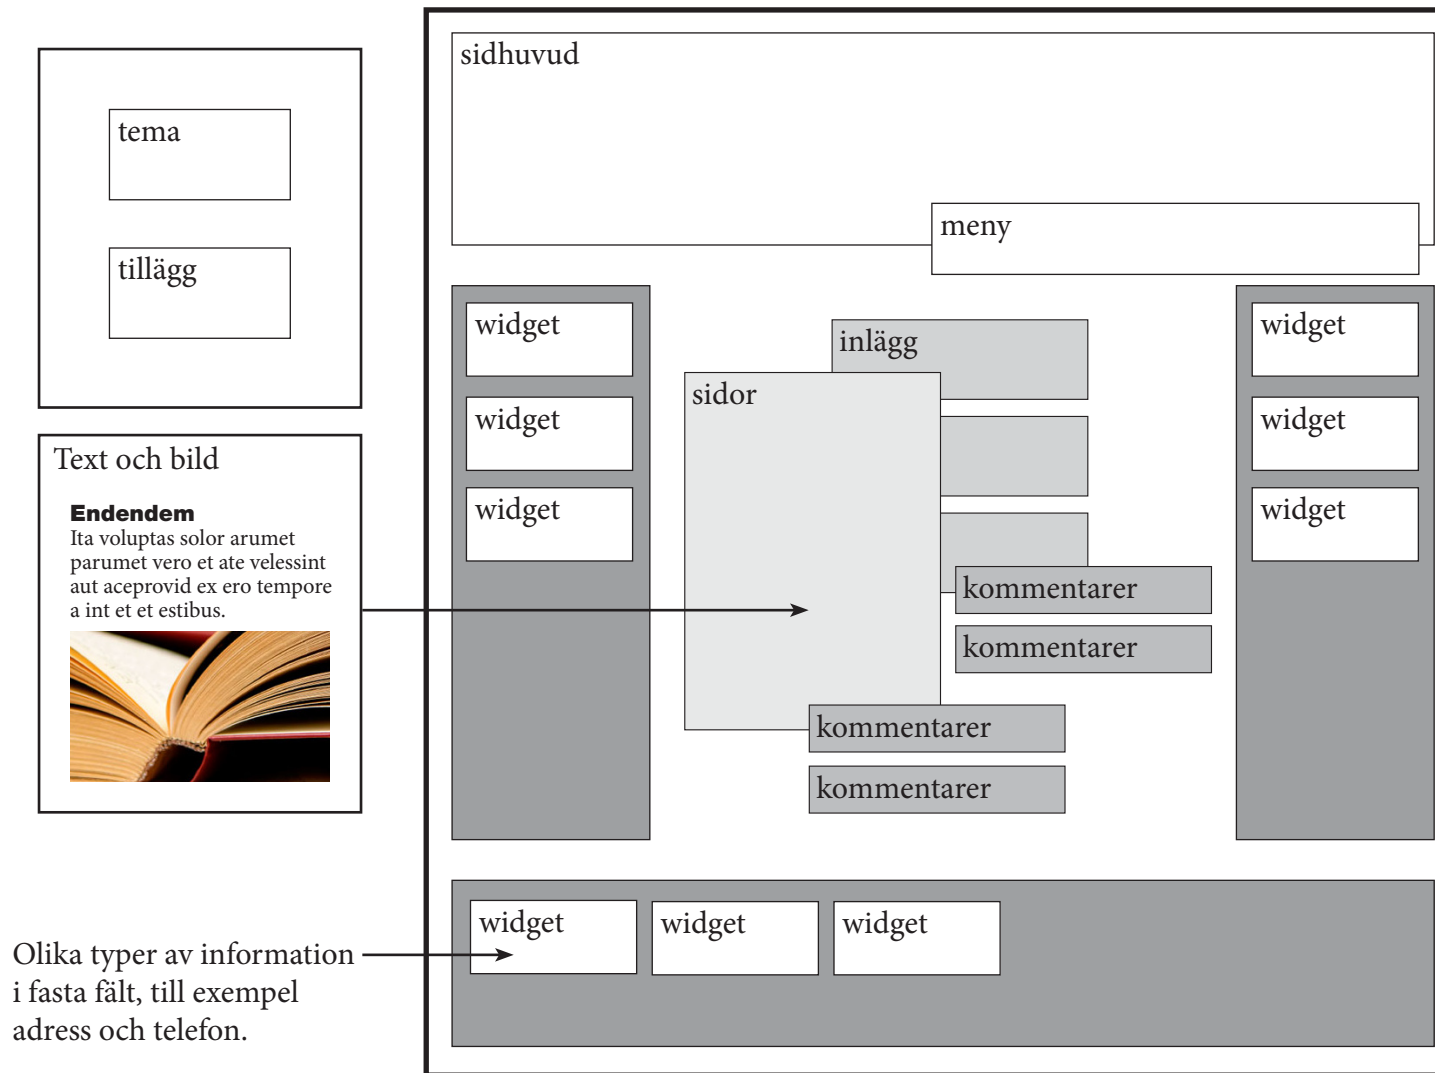 tema
tillägg
Text och bild
Endendem
Ita voluptas solor arumet
parumet vero et ate velessint
aut aceprovid ex ero tempore
a int et et estibus.
Olika typer av information
i fasta fält, till exempel
adress och telefon.
sidhuvud
meny
widget
widget
widget
inlägg
sidor
kommentarer
kommentarer
kommentarer
kommentarer
widget
widget
widget
widget
widget
widget